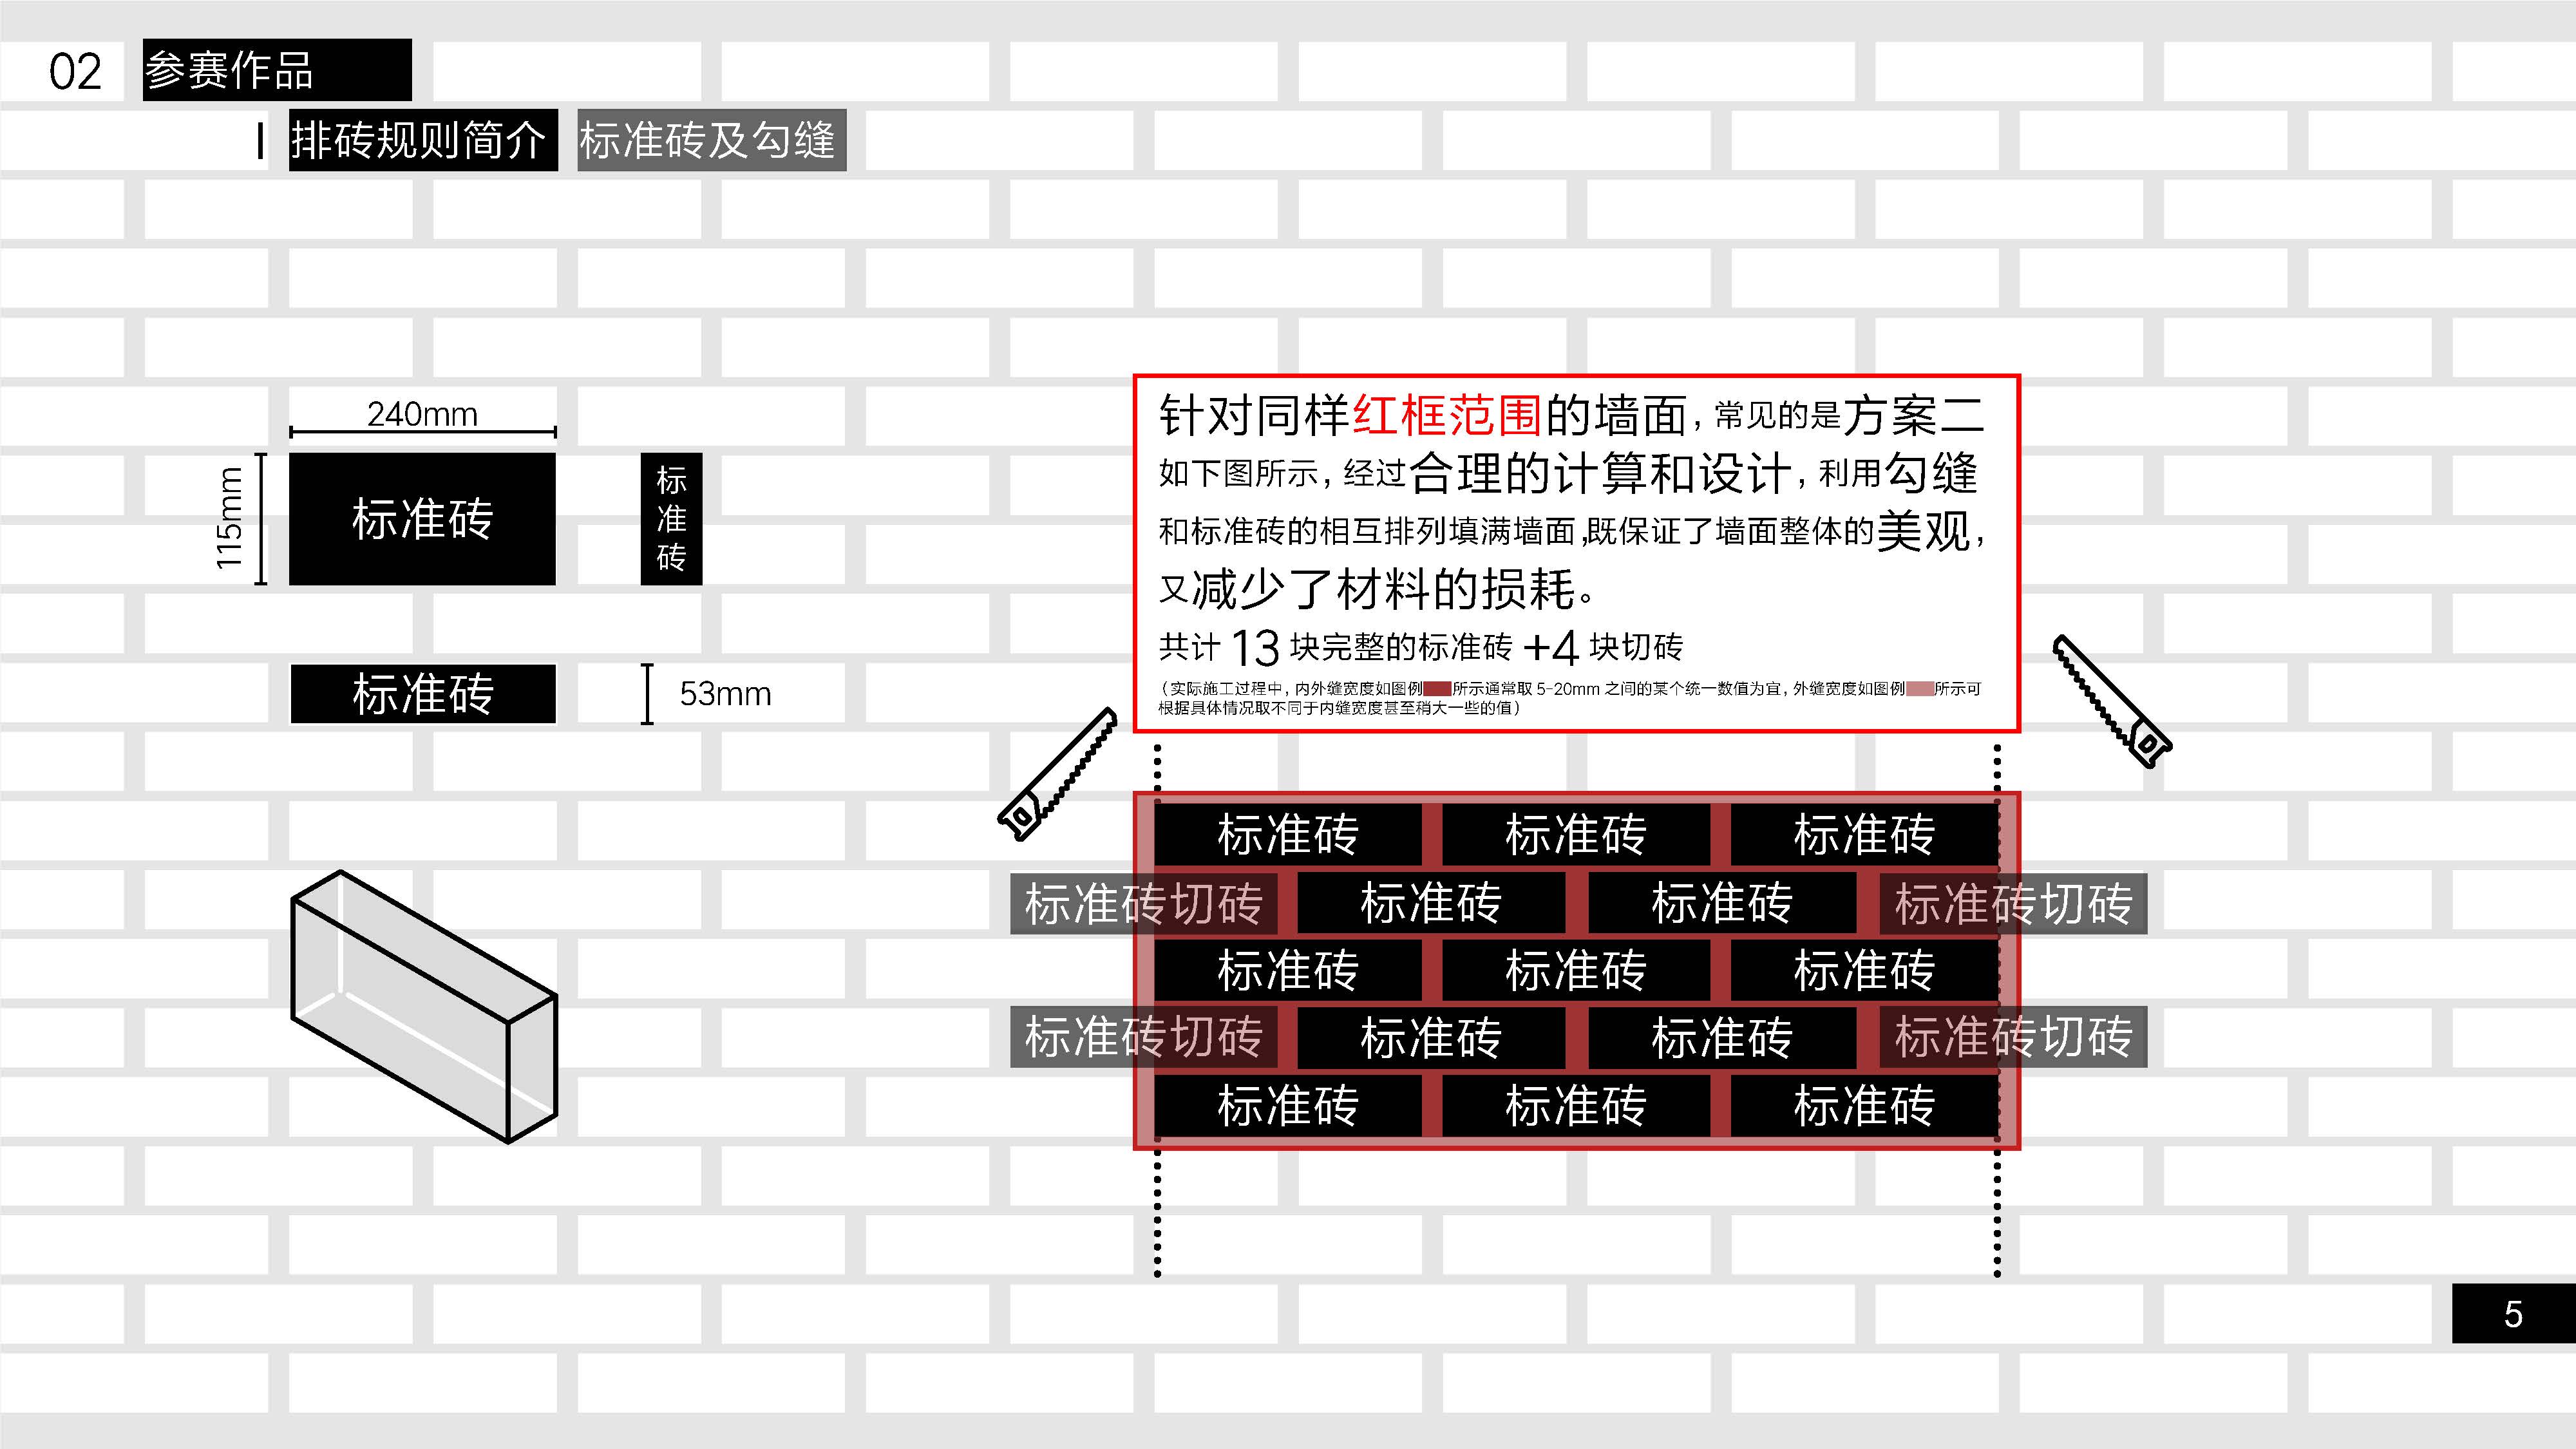 02 参赛作品
排砖规则简介 标准砖及勾缝
240mm
115mm
标准砖
标准砖
标准砖
53mm
针对同样红框范围的墙面，常见的是方案二
如下图所示，经过合理的计算和设计，利用勾缝
和标准砖的相互排列填满墙面,既保证了墙面整体的美观，
又减少了材料的损耗。
共计 13 块完整的标准砖 +4 块切砖
（实际施工过程中，内外缝宽度如图例 所示通常取 5-20mm 之间的某个统一数值为宜，外缝宽度如图例 所示可
根据具体情况取不同于内缝宽度甚至稍大一些的值）
标准砖 标准砖 标准砖
标准砖切砖 标准砖 标准砖 标准砖切砖
标准砖 标准砖 标准砖
标准砖切砖 标准砖 标准砖 标准砖切砖
标准砖 标准砖 标准砖
5